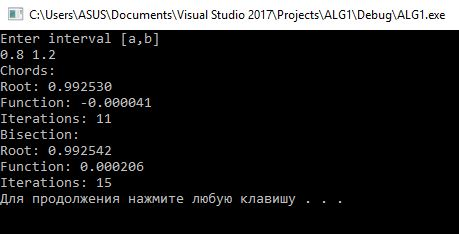 C:\Users\ASUS\Documents\Visual Studio 2017\Projects\ALG1\Debug\ALG1.exe
Enter interval [a,b]
0.8 1.2
Chords:
Root: 0.992530
Function: -0.000041
Iterations: 11
Bisection:
Root: 0.992542
Function: 0.000206
Iterations: 15
Для продолжения нажмите любую клавишу . . .